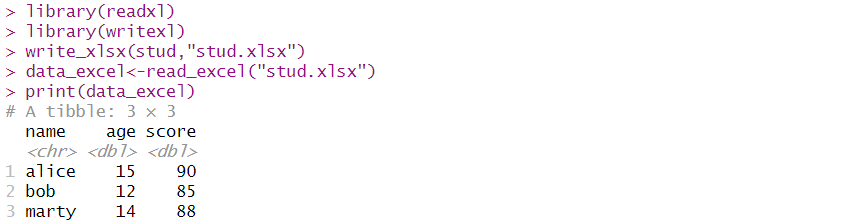 > library(readxl)
> library(writexl)
> write_xlsx(stud,"stud.xlsx")
> data_excel<-read_excel("stud.xlsx")
> print(data_excel)
# A tibble: 3 × 3
  name    age score
  <chr> <dbl> <dbl>
1 alice    15    90
2 bob      12    85
3 marty    14    88